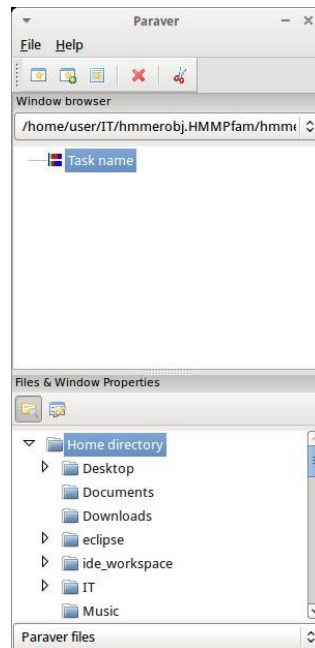 Paraver
File Help
Window browser
/home/user/IT/hmmerobj.HMMPfam/hmme
Task name
Files & Window Properties
Home directory
Desktop
Documents
Downloads
eclipse
ide_workspace
IT
Music
Paraver files